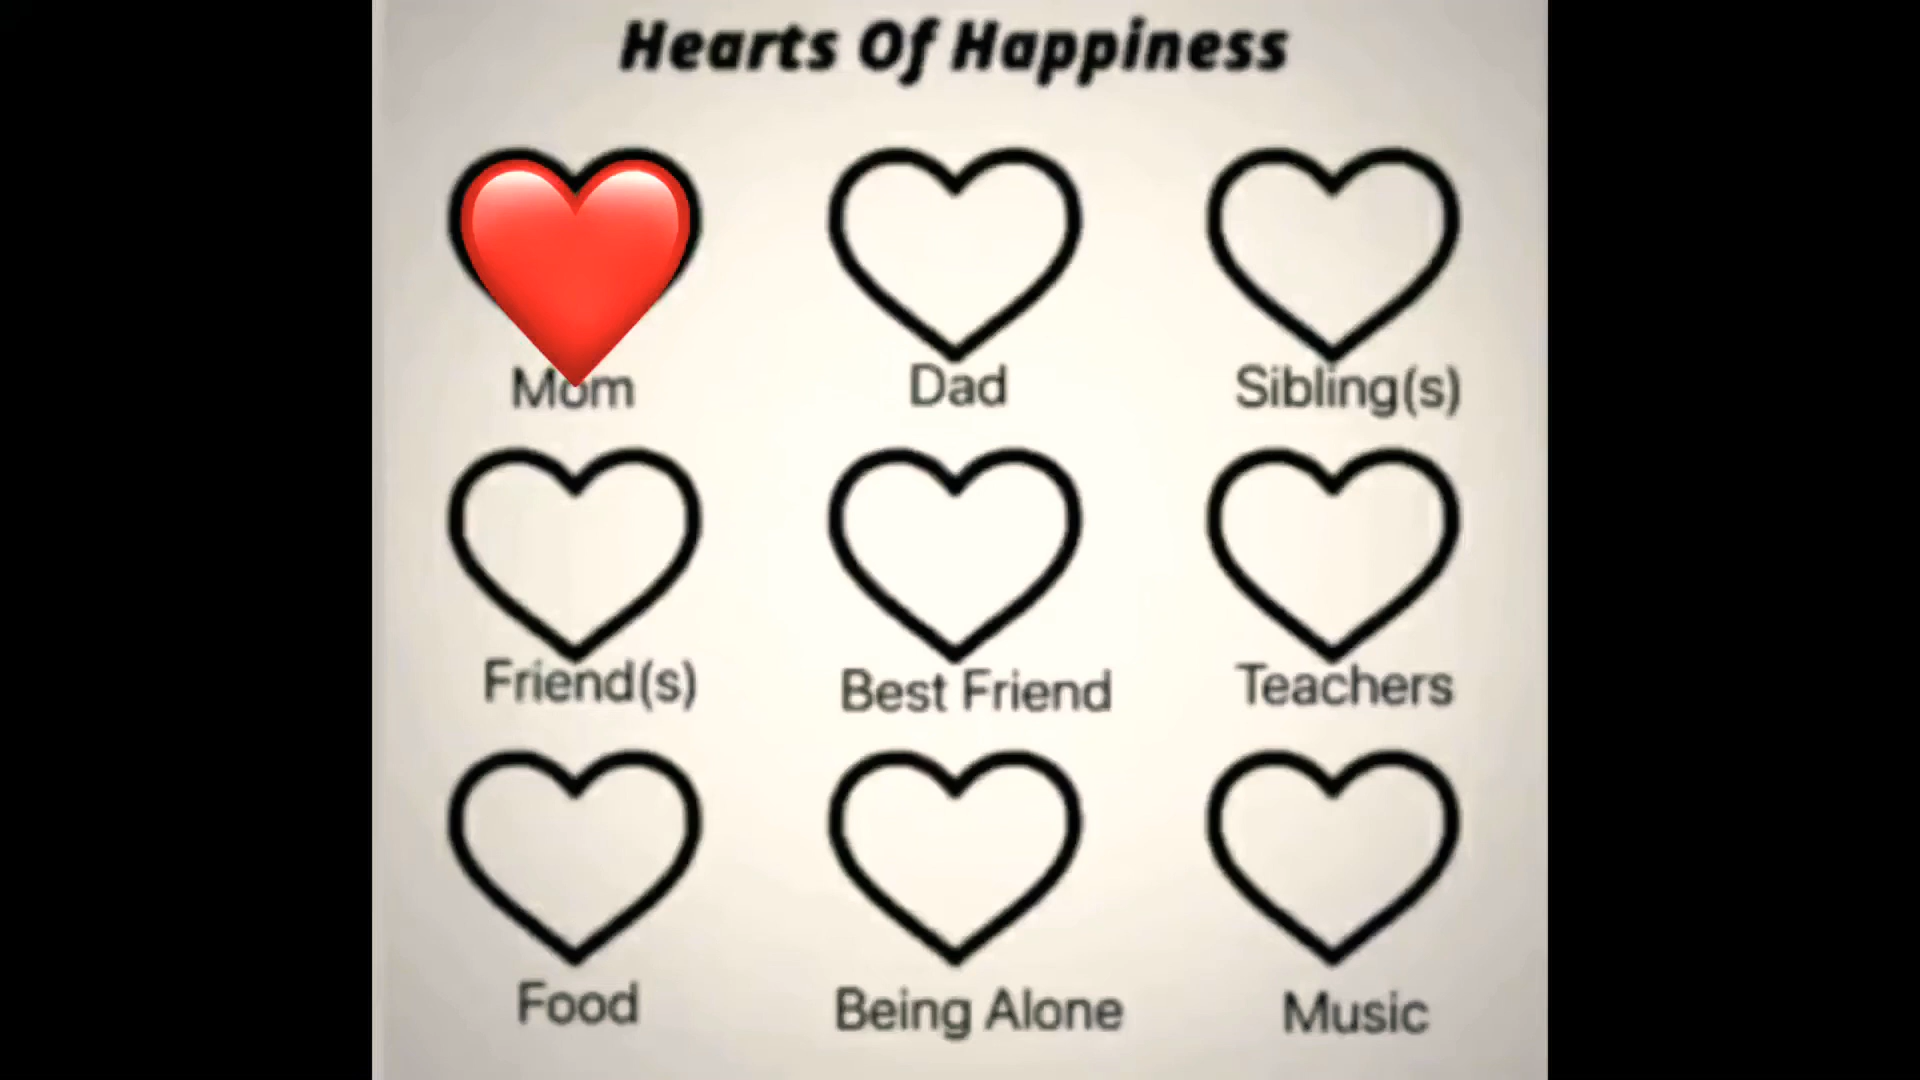 Hearts Of Happiness
Mom Dad Sibling(s)
Friend(s) Best Friend Teachers
Food Being Alone Music